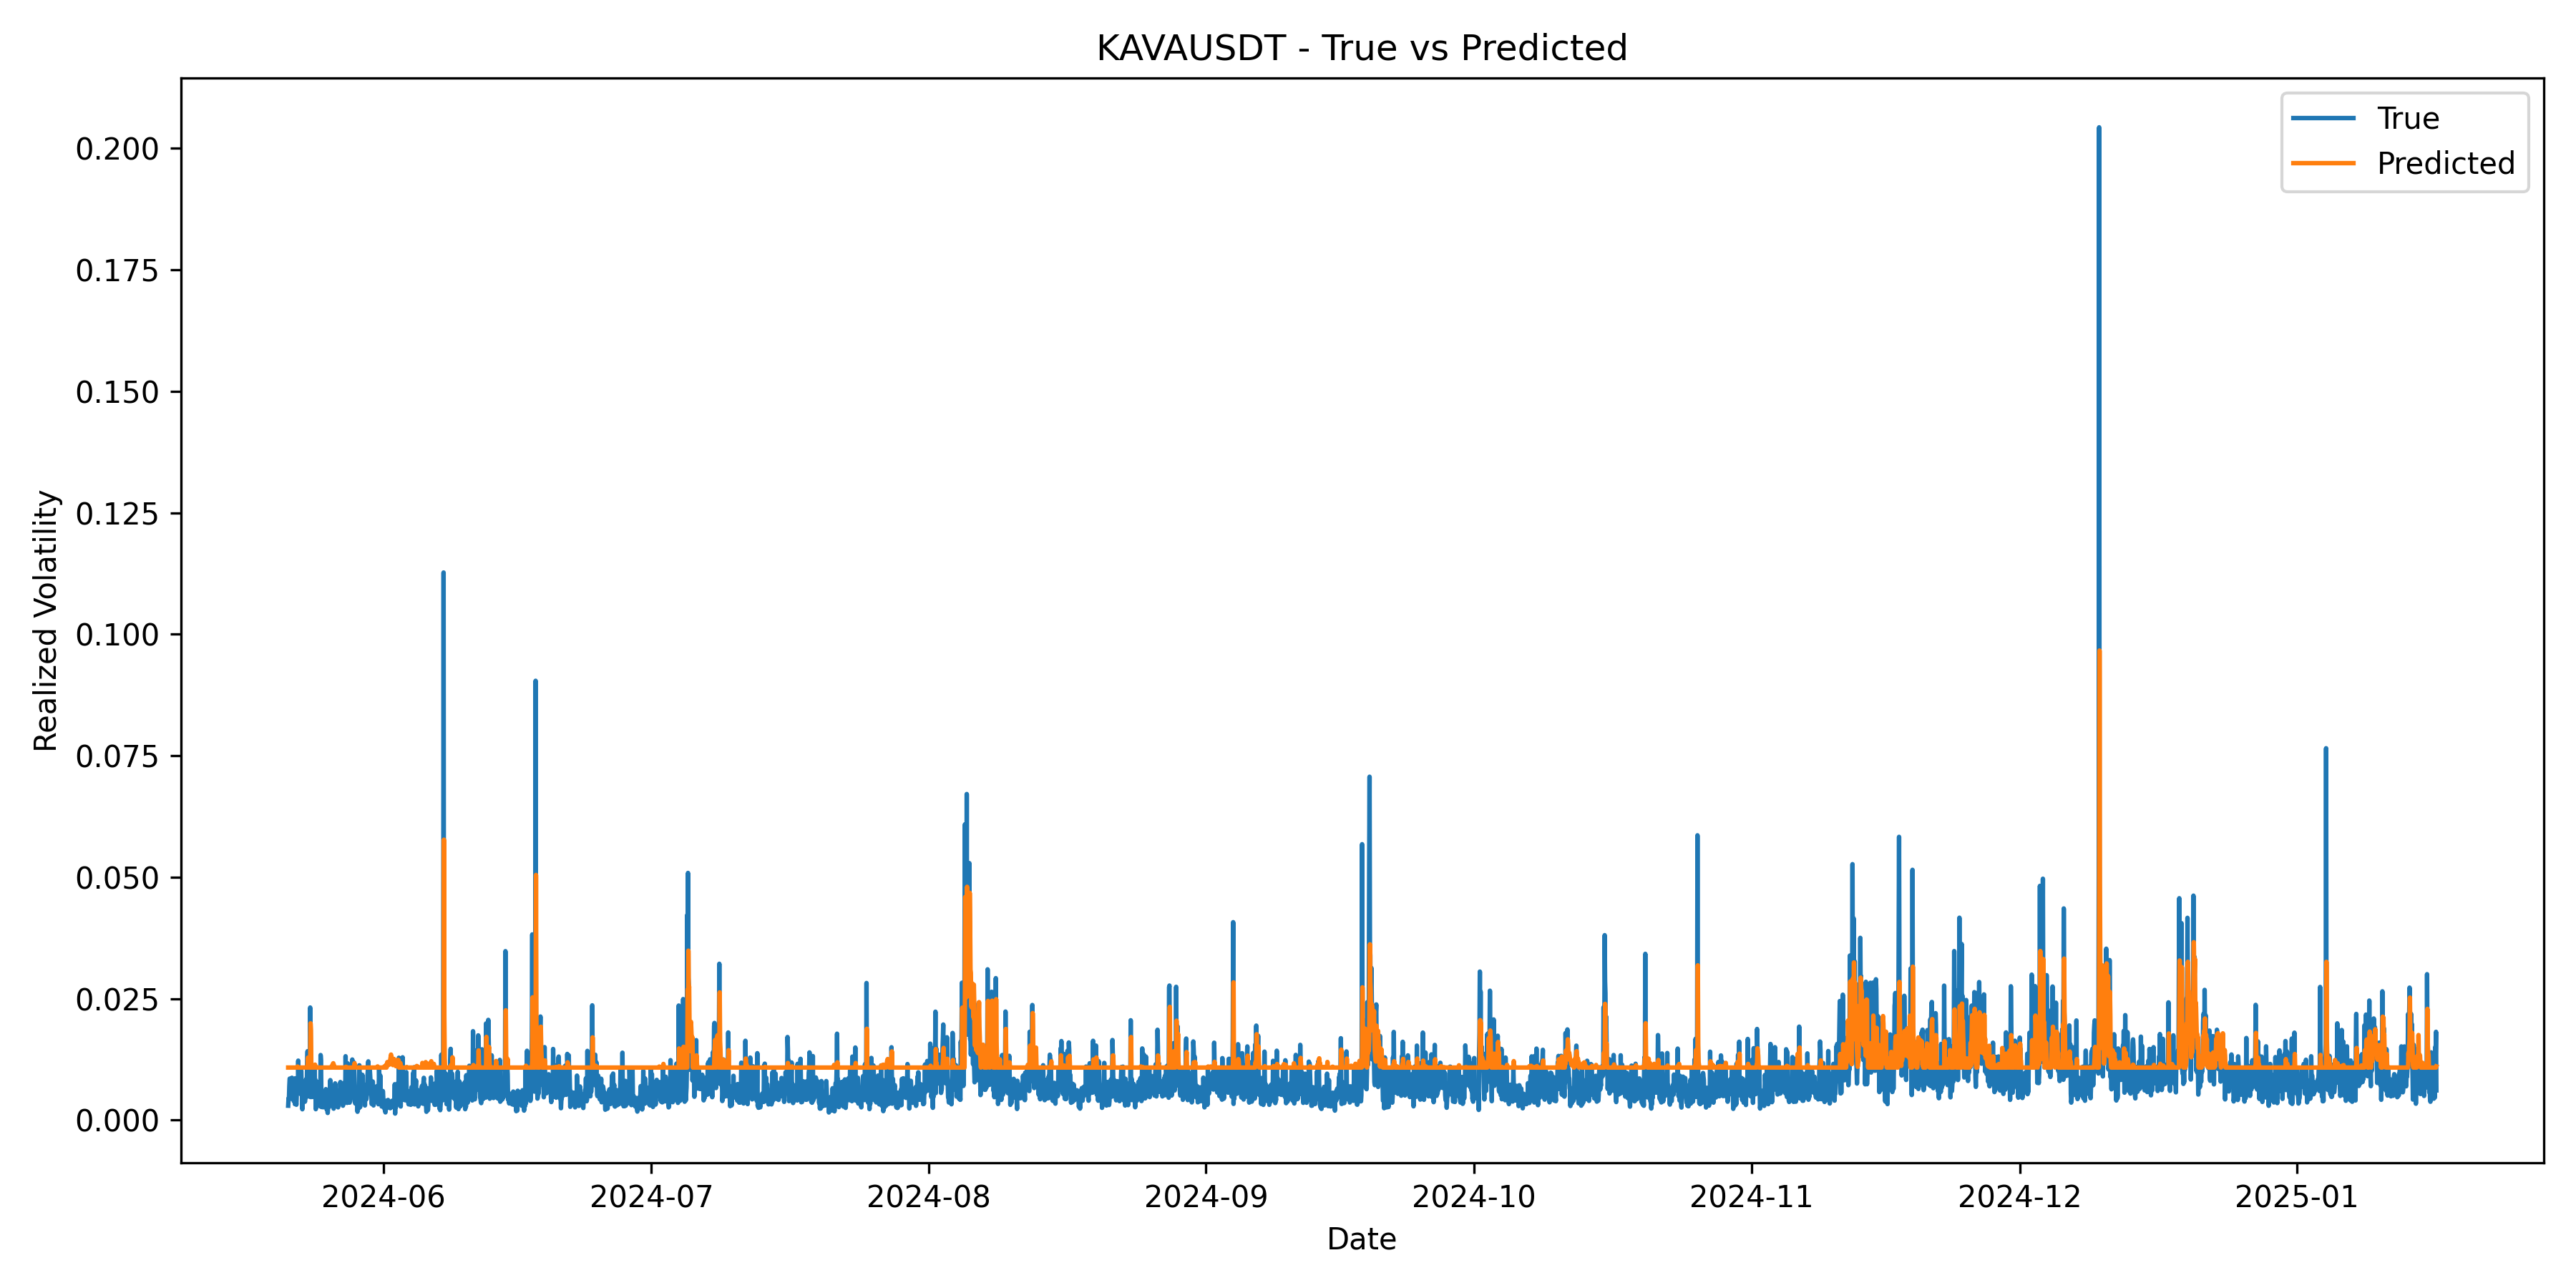 KAVAUSDT - True vs Predicted
True
Predicted
Realized Volatility
0.200
0.175
0.150
0.125
0.100
0.075
0.050
0.025
0.000
2024-06 2024-07 2024-08 2024-09 2024-10 2024-11 2024-12 2025-01
Date